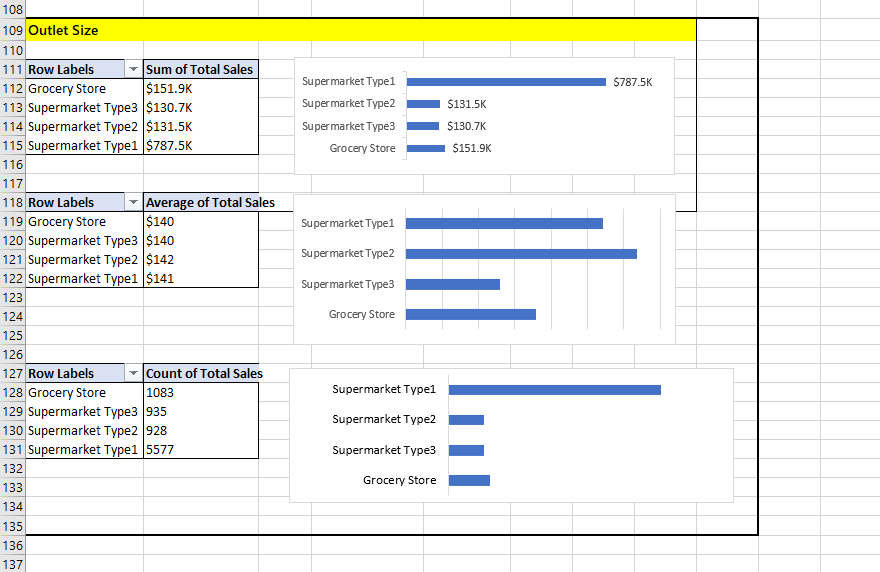 108
109 Outlet Size
110
111 Row Labels Sum of Total Sales
112 Grocery Store $151.9K
113 Supermarket Type3 $130.7K
114 Supermarket Type2 $131.5K
115 Supermarket Type1 $787.5K
116
117
Supermarket Type1 $787.5K
Supermarket Type2 $131.5K
Supermarket Type3 $130.7K
Grocery Store $151.9K
118 Row Labels Average of Total Sales
119 Grocery Store $140
120 Supermarket Type3 $140
121 Supermarket Type2 $142
122 Supermarket Type1 $141
123
124
125
126
Supermarket Type1
Supermarket Type2
Supermarket Type3
Grocery Store
127 Row Labels Count of Total Sales
128 Grocery Store 1083
129 Supermarket Type3 935
130 Supermarket Type2 928
131 Supermarket Type1 5577
132
133
134
135
Supermarket Type1
Supermarket Type2
Supermarket Type3
Grocery Store
136
137